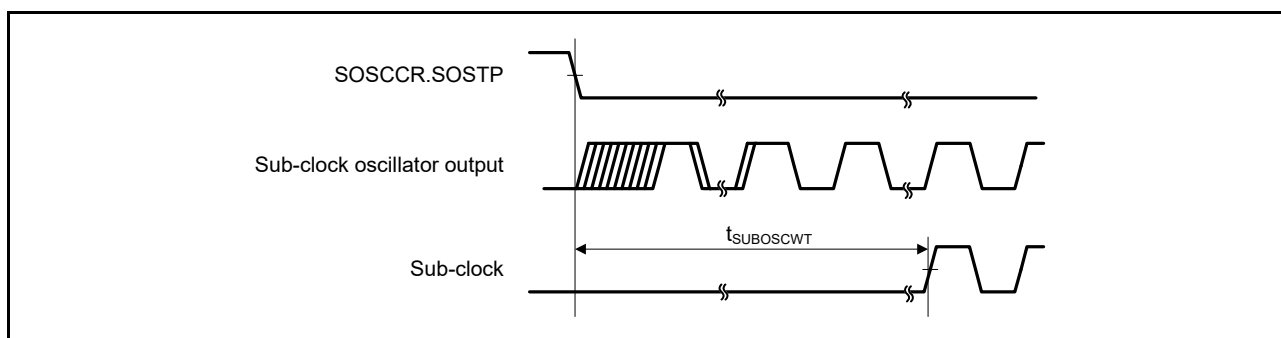 SOSCCR.SOSTP
Sub-clock oscillator output
tSUBOSCWT
Sub-clock